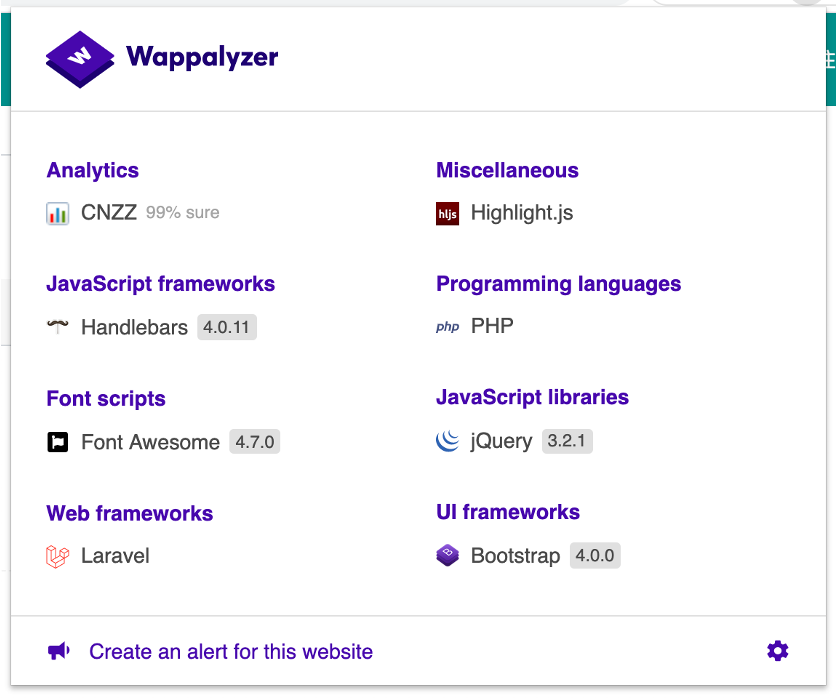 W Wappalyzer
Analytics
CNZZ 99% sure
JavaScript frameworks
Handlebars 4.0.11
Font scripts
Font Awesome 4.7.0
Web frameworks
Laravel
Miscellaneous
hljs Highlight.js
Programming languages
php PHP
JavaScript libraries
jQuery 3.2.1
UI frameworks
B Bootstrap 4.0.0
Create an alert for this website